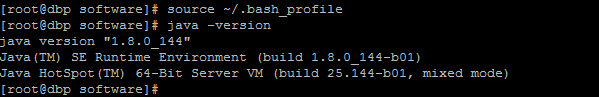 [root@dbp software]# source ~/.bash_profile
[root@dbp software]# java -version
java version "1.8.0_144"
Java(TM) SE Runtime Environment (build 1.8.0_144-b01)
Java HotSpot(TM) 64-Bit Server VM (build 25.144-b01, mixed mode)
[root@dbp software]#